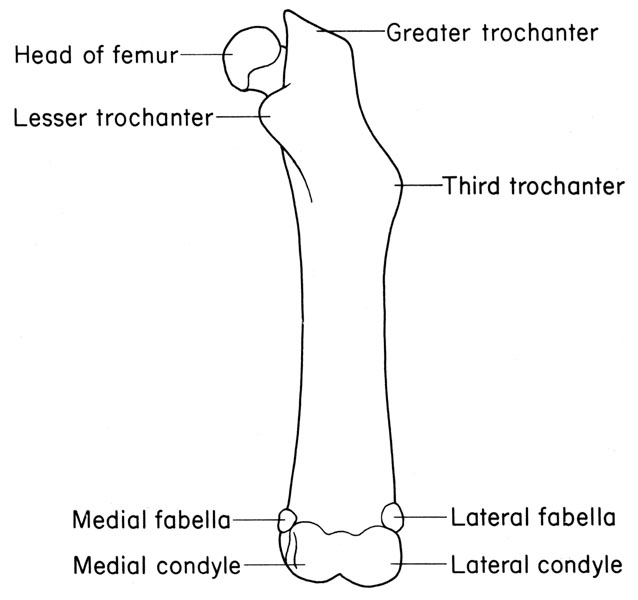 Greater trochanter
Head of femur
Lesser trochanter
Third trochanter
Medial fabella
Lateral fabella
Medial condyle
Lateral condyle